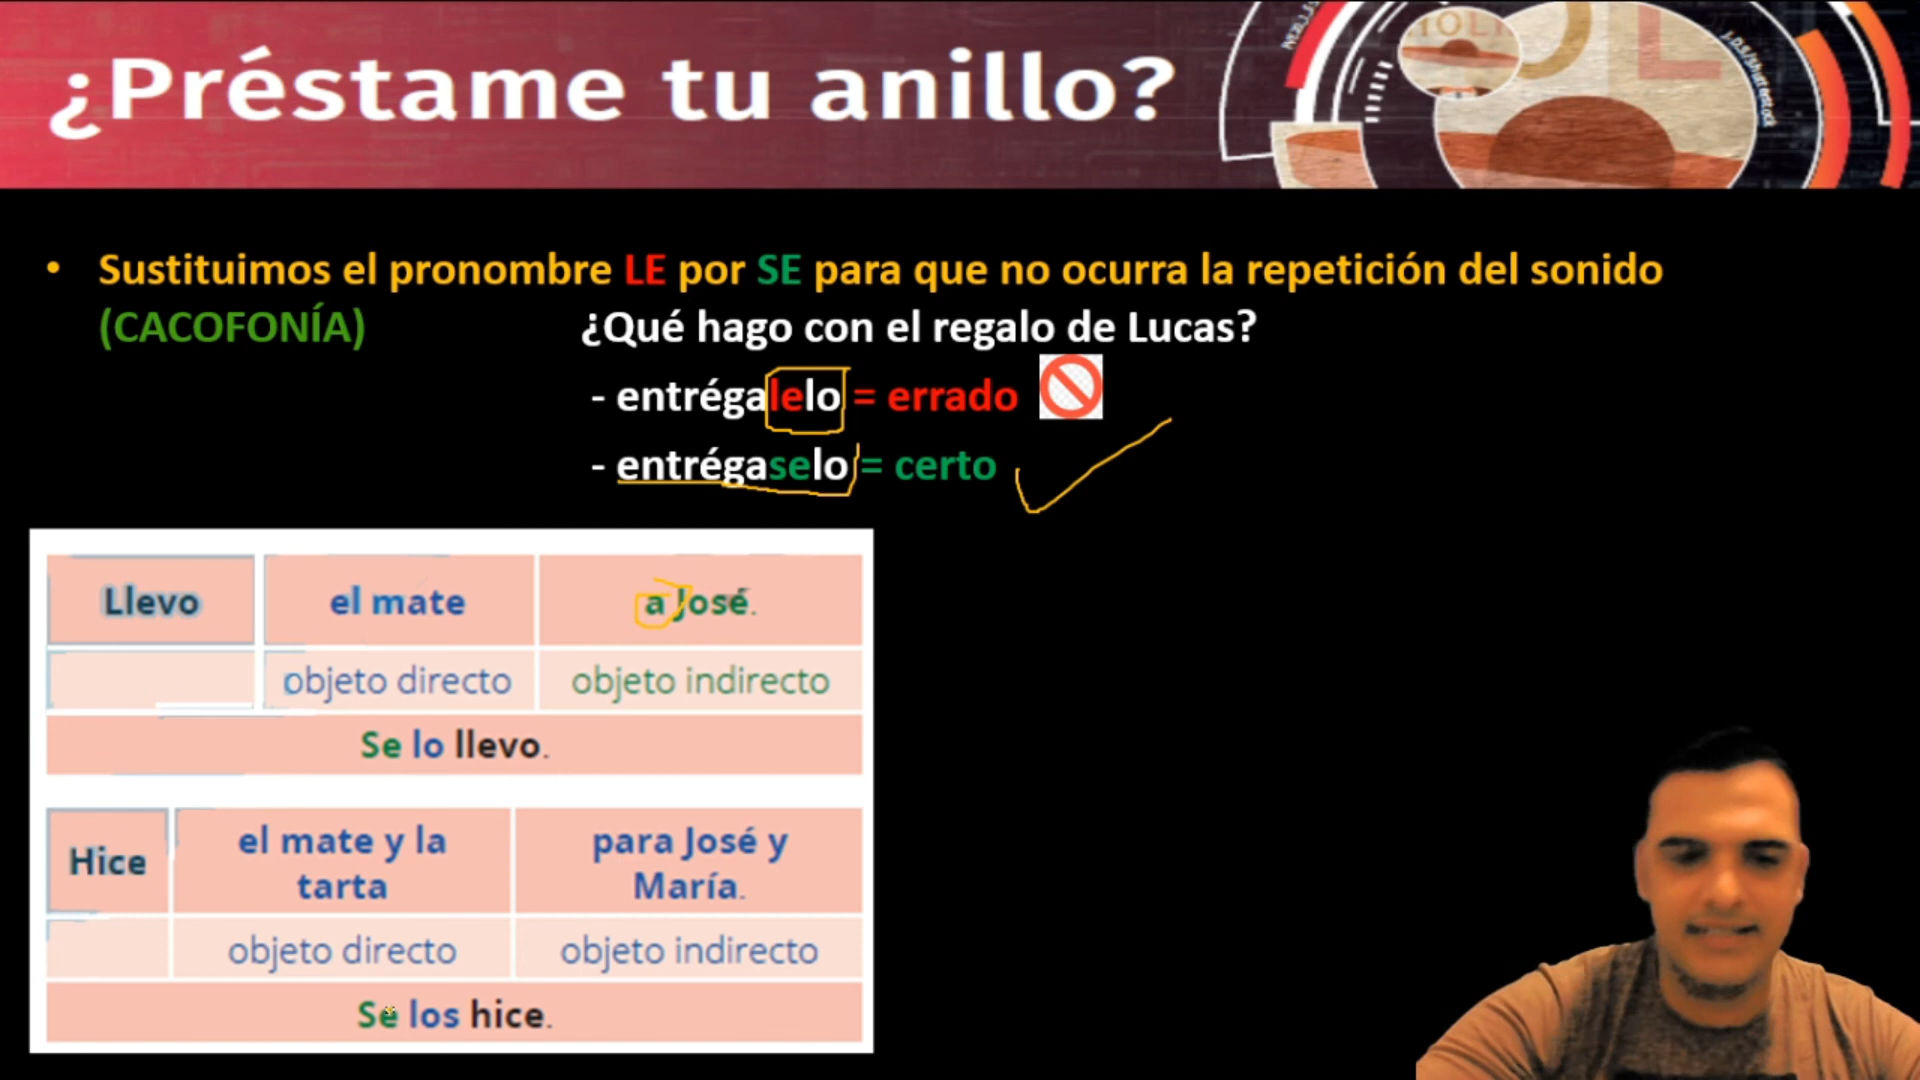 ¿Préstame tu anillo?
• Sustituimos el pronombre LE por SE para que no ocurra la repetición del sonido
(CACOFONÍA) ¿Qué hago con el regalo de Lucas?
- entrégalelo = errado
- entrégaselo = certo
Llevo el mate a José.
objeto directo objeto indirecto
Se lo llevo.
Hice el mate y la tarta para José y María.
objeto directo objeto indirecto
Se los hice.